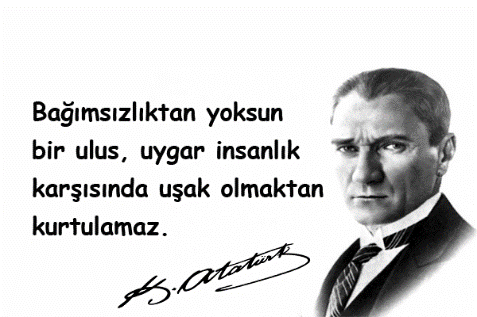 Bağımsızlıktan yoksun
bir ulus, uygar insanlık
karşısında uşak olmaktan
kurtulamaz.
K. Atatürk